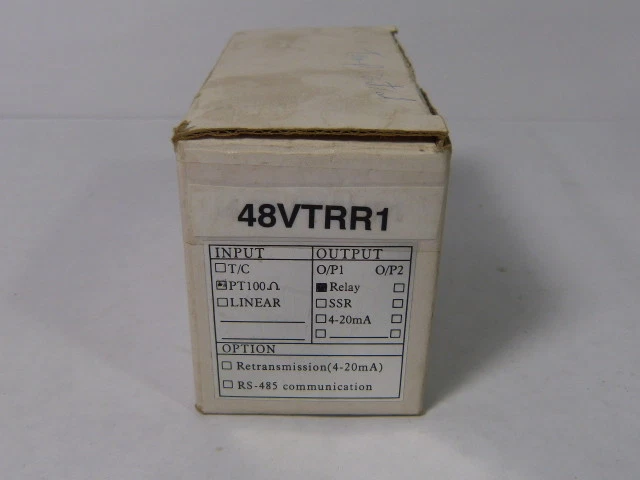 48VTRR1
INPUT OUTPUT
☐T/C O/P1 O/P2
☒PT100Ω ■Relay ☐
☐LINEAR ☐SSR ☐
☐4-20mA ☐
☐ ☐
OPTION
☐ Retransmission(4-20mA)
☐ RS-485 communication